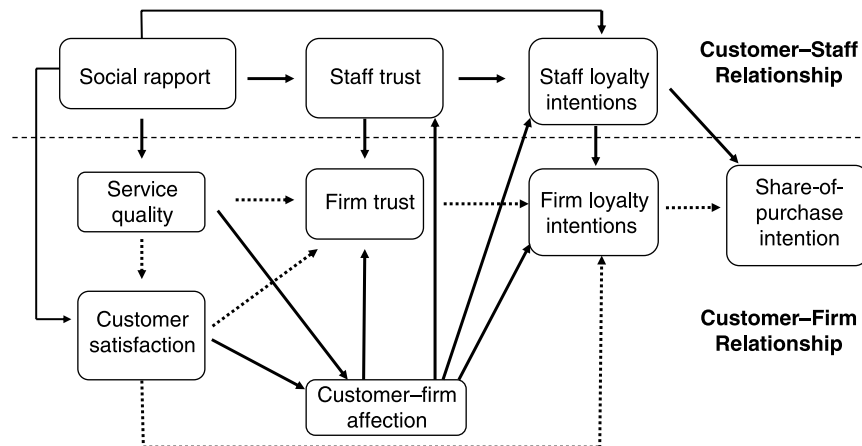 Customer–Staff
Relationship
Social rapport
Staff trust
Staff loyalty
intentions
Service
quality
Firm trust
Firm loyalty
intentions
Share-of-
purchase
intention
Customer
satisfaction
Customer–firm
affection
Customer–Firm
Relationship